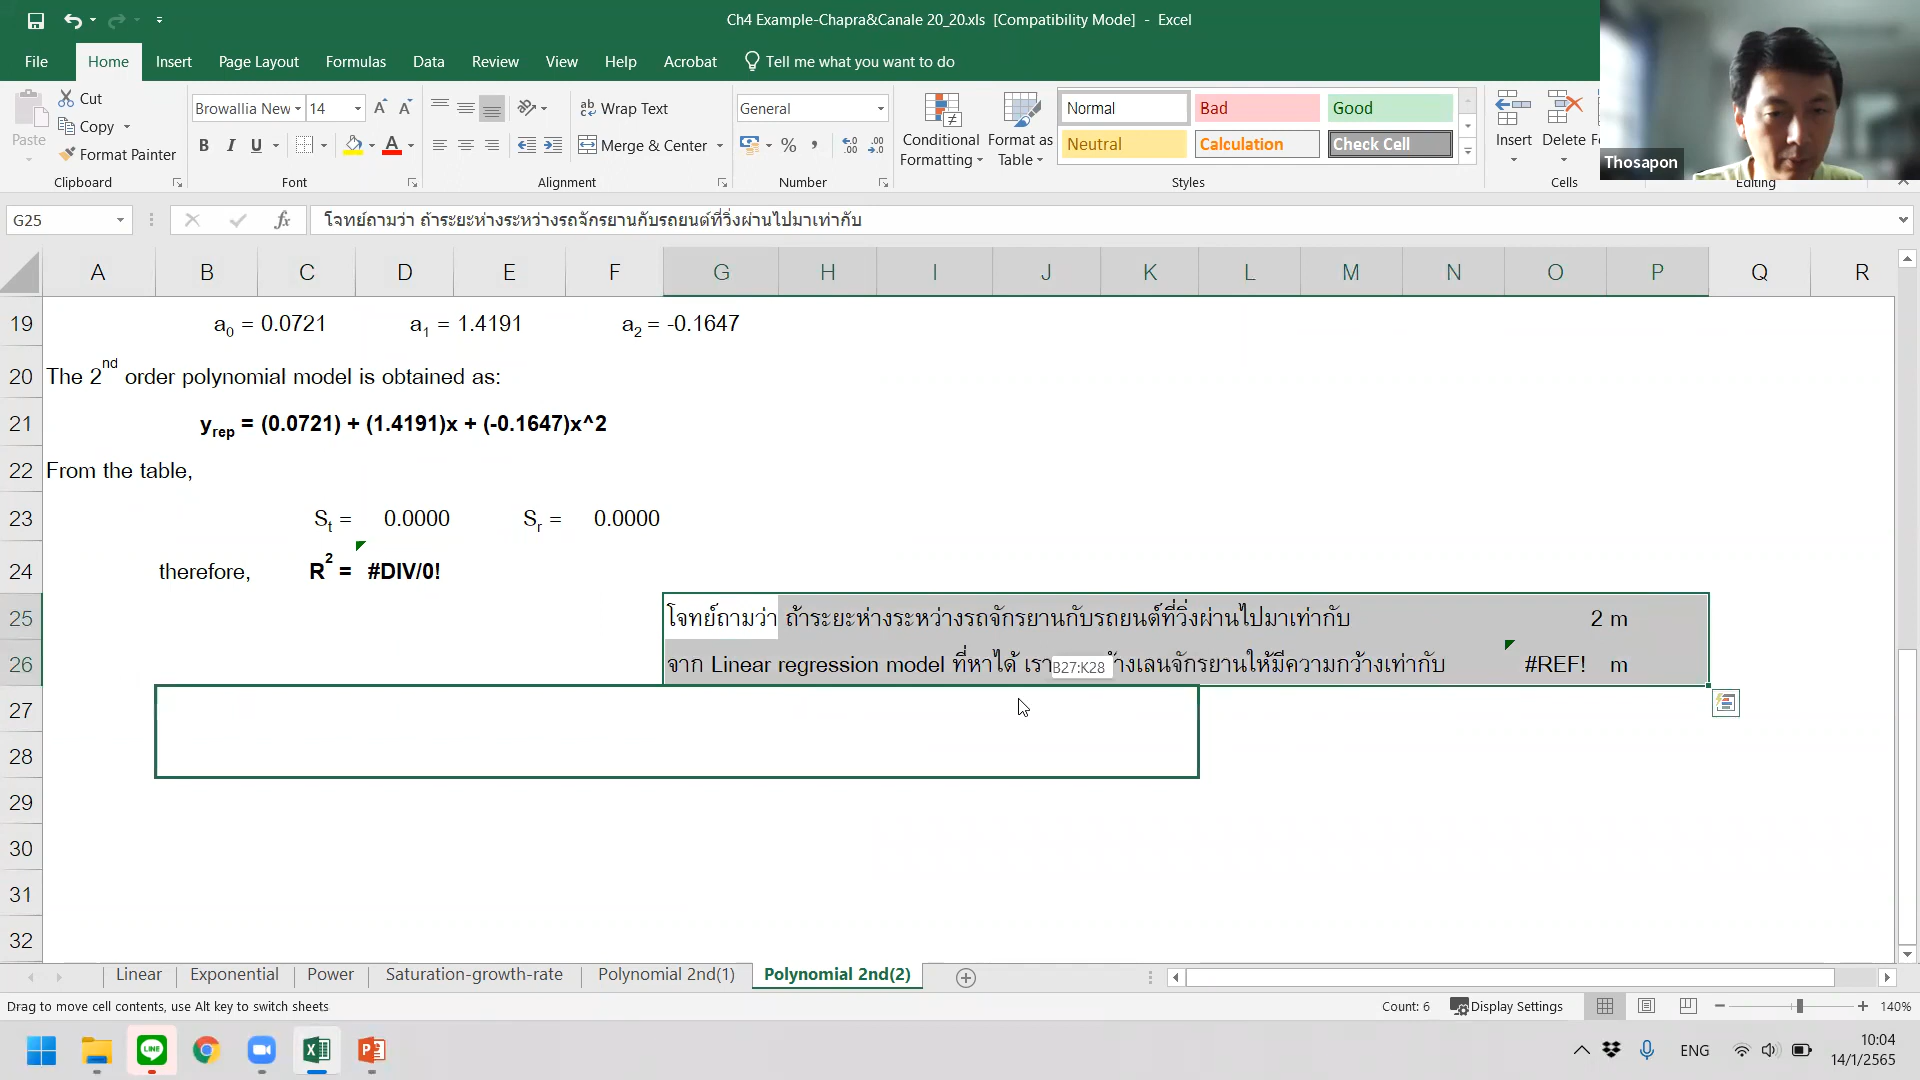 Ch4 Example-Chapra&Canale 20_20.xls [Compatibility Mode] - Excel
File Home Insert Page Layout Formulas Data Review View Help Acrobat Tell me what you want to do
Cut
Copy
Format Painter
Paste
Clipboard
Browallia New 14
B I U
Font
Wrap Text
Merge & Center
Alignment
General
Number
Conditional Formatting
Format as Table
Normal Bad Good
Neutral Calculation Check Cell
Styles
Insert Delete
Cells
Editing
Thosapon
G25
fx
โจทย์ถามว่า ถ้าระยะห่างระหว่างรถจักรยานกับรถยนต์ที่วิ่งผ่านไปมาเท่ากับ
A B C D E F G H I J K L M N O P Q R
19 a0 = 0.0721 a1 = 1.4191 a2 = -0.1647
20 The 2nd order polynomial model is obtained as:
21 yrep = (0.0721) + (1.4191)x + (-0.1647)x^2
22 From the table,
23 St = 0.0000 Sr = 0.0000
24 therefore, R2 = #DIV/0!
25 โจทย์ถามว่า ถ้าระยะห่างระหว่างรถจักรยานกับรถยนต์ที่วิ่งผ่านไปมาเท่ากับ 2 m
26 จาก Linear regression model ที่หาได้ เรา B27:K28 างเลนจักรยานให้มีความกว้างเท่ากับ #REF! m
27
28
29
30
31
32
Linear Exponential Power Saturation-growth-rate Polynomial 2nd(1) Polynomial 2nd(2)
Drag to move cell contents, use Alt key to switch sheets
Count: 6 Display Settings 140%
LINE
ENG
10:04
14/1/2565